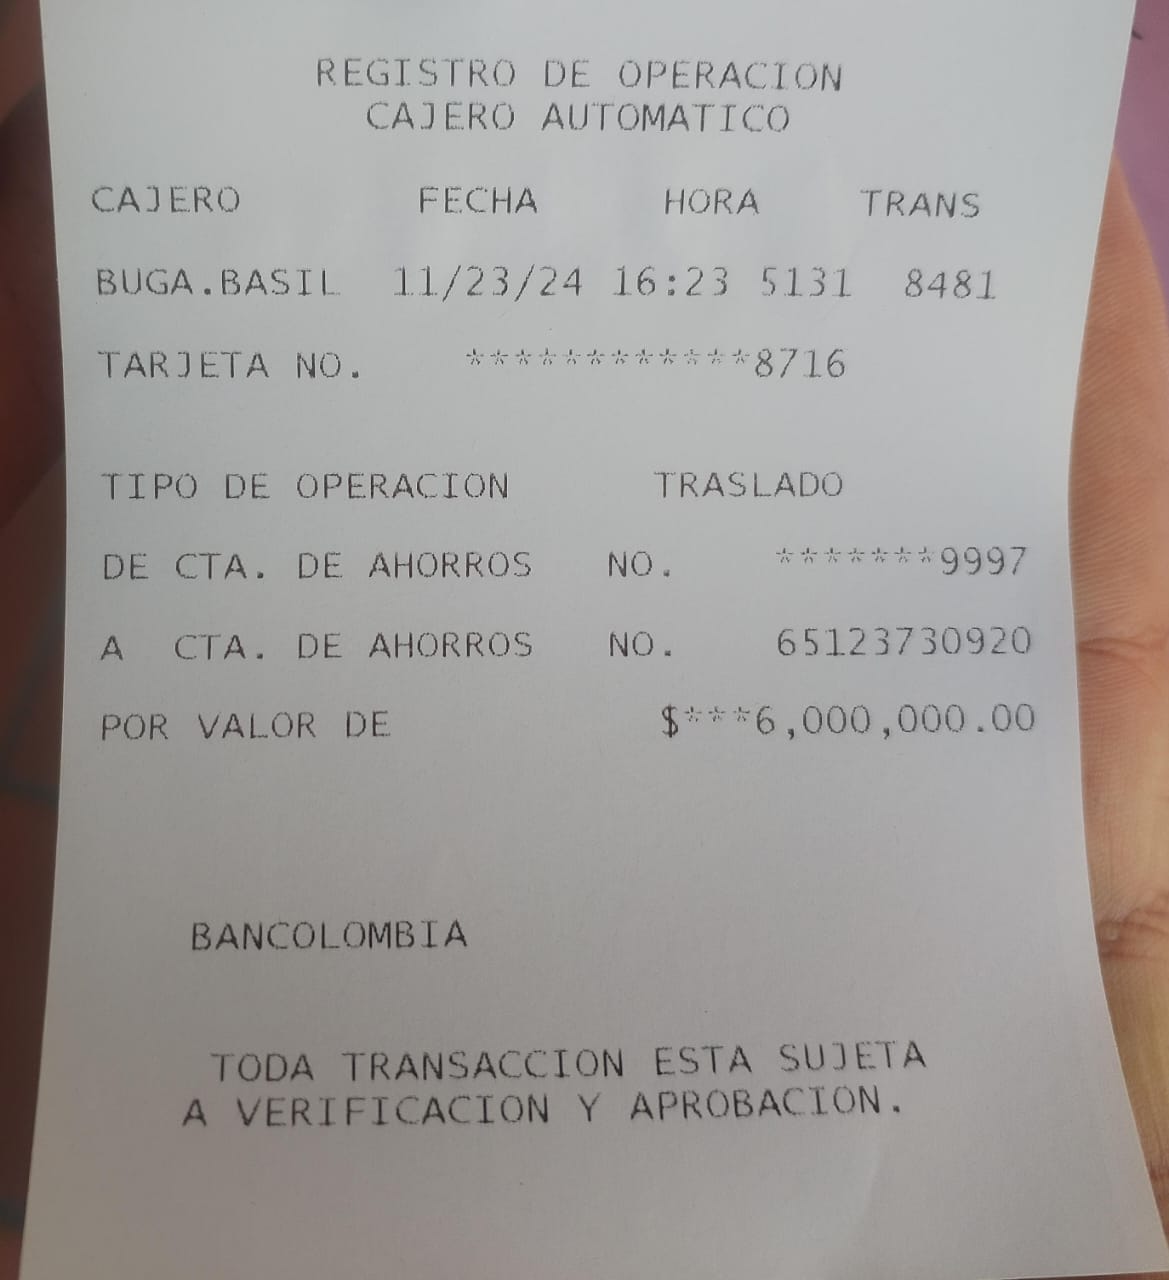 REGISTRO DE OPERACION
CAJERO AUTOMATICO
CAJERO FECHA HORA TRANS
BUGA.BASIL 11/23/24 16:23 5131 8481
TARJETA NO. ************8716
TIPO DE OPERACION TRASLADO
DE CTA. DE AHORROS NO. *******9997
A CTA. DE AHORROS NO. 65123730920
POR VALOR DE $***6,000,000.00
BANCOLOMBIA
TODA TRANSACCION ESTA SUJETA
A VERIFICACION Y APROBACION.